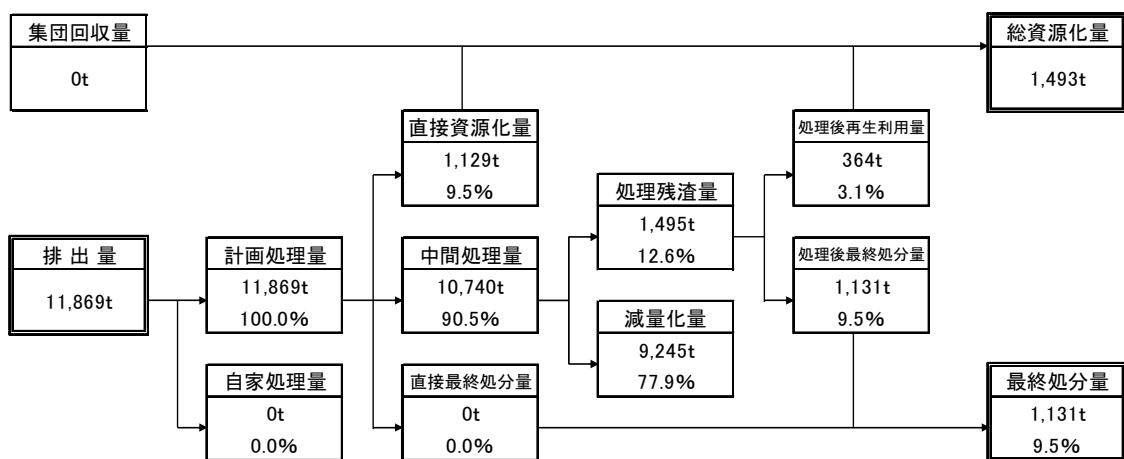 集団回収量
0t
総資源化量
1,493t
直接資源化量
1,129t
9.5%
処理後再生利用量
364t
3.1%
処理残渣量
1,495t
12.6%
排 出 量
11,869t
計画処理量
11,869t
100.0%
中間処理量
10,740t
90.5%
処理後最終処分量
1,131t
9.5%
減量化量
9,245t
77.9%
自家処理量
0t
0.0%
直接最終処分量
0t
0.0%
最終処分量
1,131t
9.5%